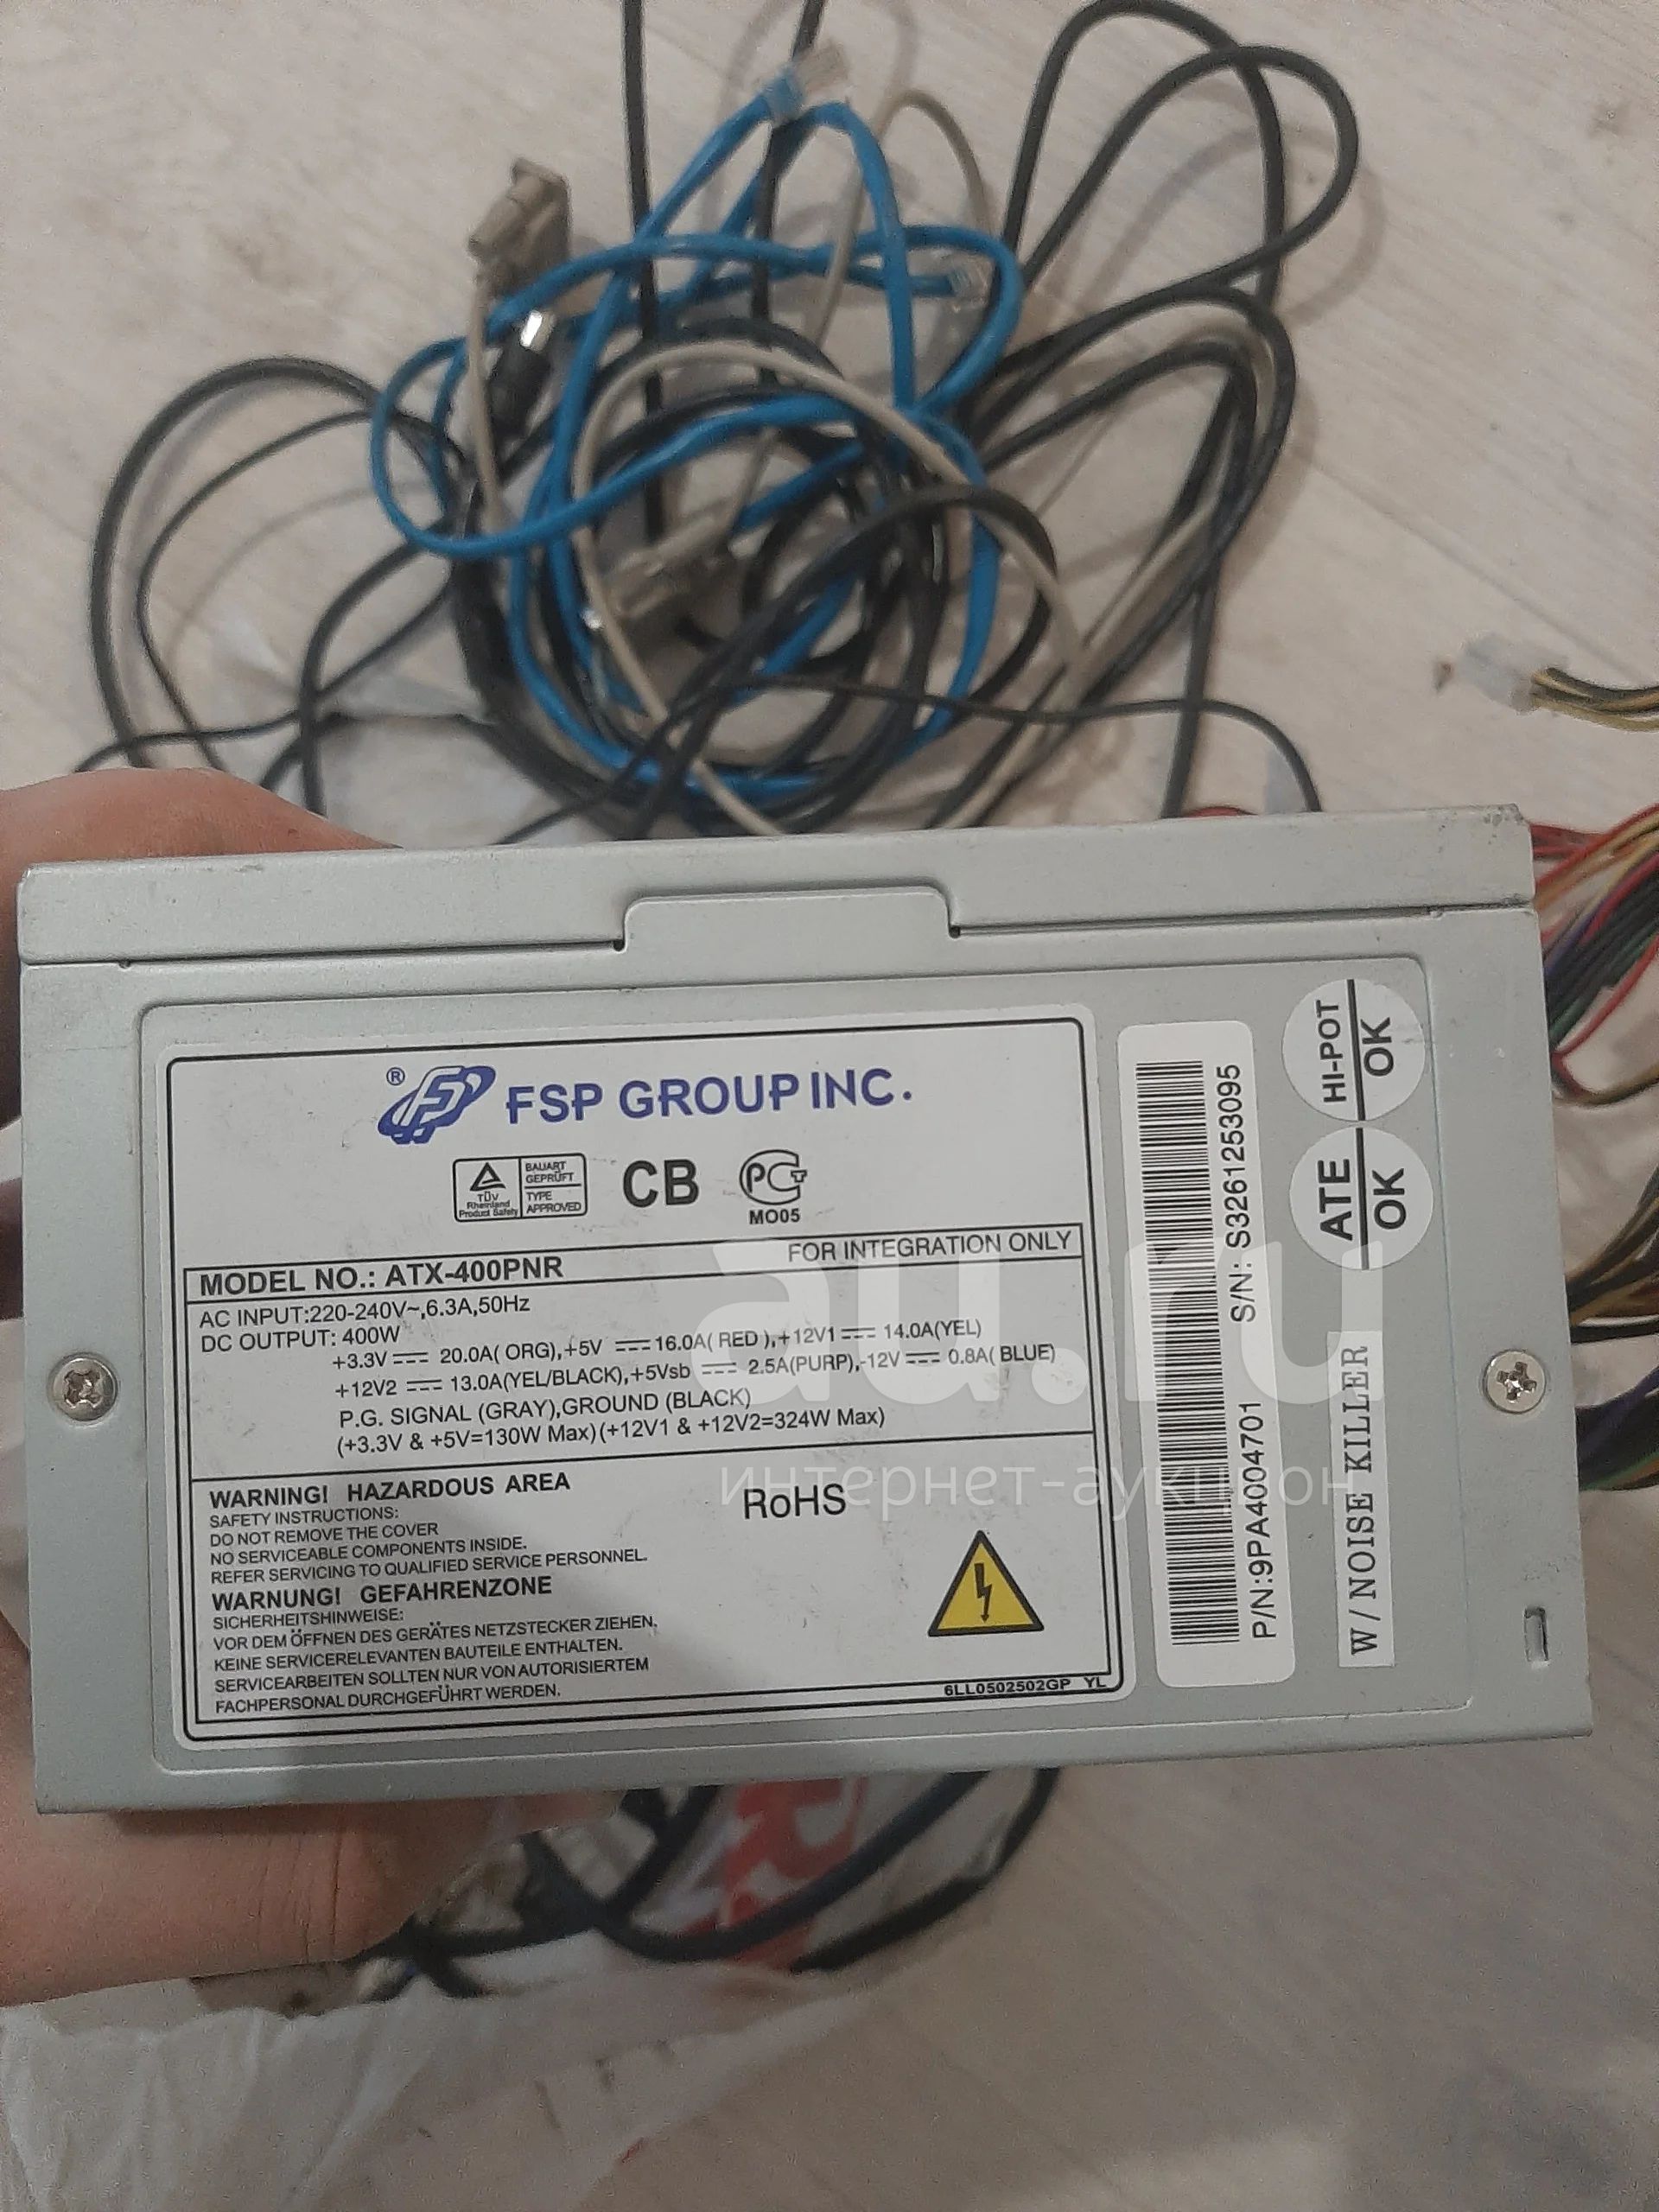 ® FSP GROUP INC.
TÜV Rheinland Product Safety
BAUART GEPRÜFT
TYPE APPROVED
CB
PC
MO05
MODEL NO.: ATX-400PNR
FOR INTEGRATION ONLY
AC INPUT:220-240V~,6.3A,50Hz
DC OUTPUT: 400W
+3.3V ⎓ 20.0A( ORG),+5V ⎓ 16.0A( RED ),+12V1 ⎓ 14.0A(YEL)
+12V2 ⎓ 13.0A(YEL/BLACK),+5Vsb ⎓ 2.5A(PURP),-12V ⎓ 0.8A( BLUE)
P.G. SIGNAL (GRAY),GROUND (BLACK)
(+3.3V & +5V=130W Max)(+12V1 & +12V2=324W Max)
WARNING! HAZARDOUS AREA
SAFETY INSTRUCTIONS:
DO NOT REMOVE THE COVER
NO SERVICEABLE COMPONENTS INSIDE.
REFER SERVICING TO QUALIFIED SERVICE PERSONNEL.
WARNUNG! GEFAHRENZONE
SICHERHEITSHINWEISE:
VOR DEM ÖFFNEN DES GERÄTES NETZSTECKER ZIEHEN.
KEINE SERVICERELEVANTEN BAUTEILE ENTHALTEN.
SERVICEARBEITEN SOLLTEN NUR VON AUTORISIERTEM
FACHPERSONAL DURCHGEFÜHRT WERDEN.
RoHS
6LL0502502GP YL
P/N:9PA4004701 S/N: S3261253095
HI-POT
OK
ATE
OK
W/NOISE KILLER
au.ru
интернет-аукцион